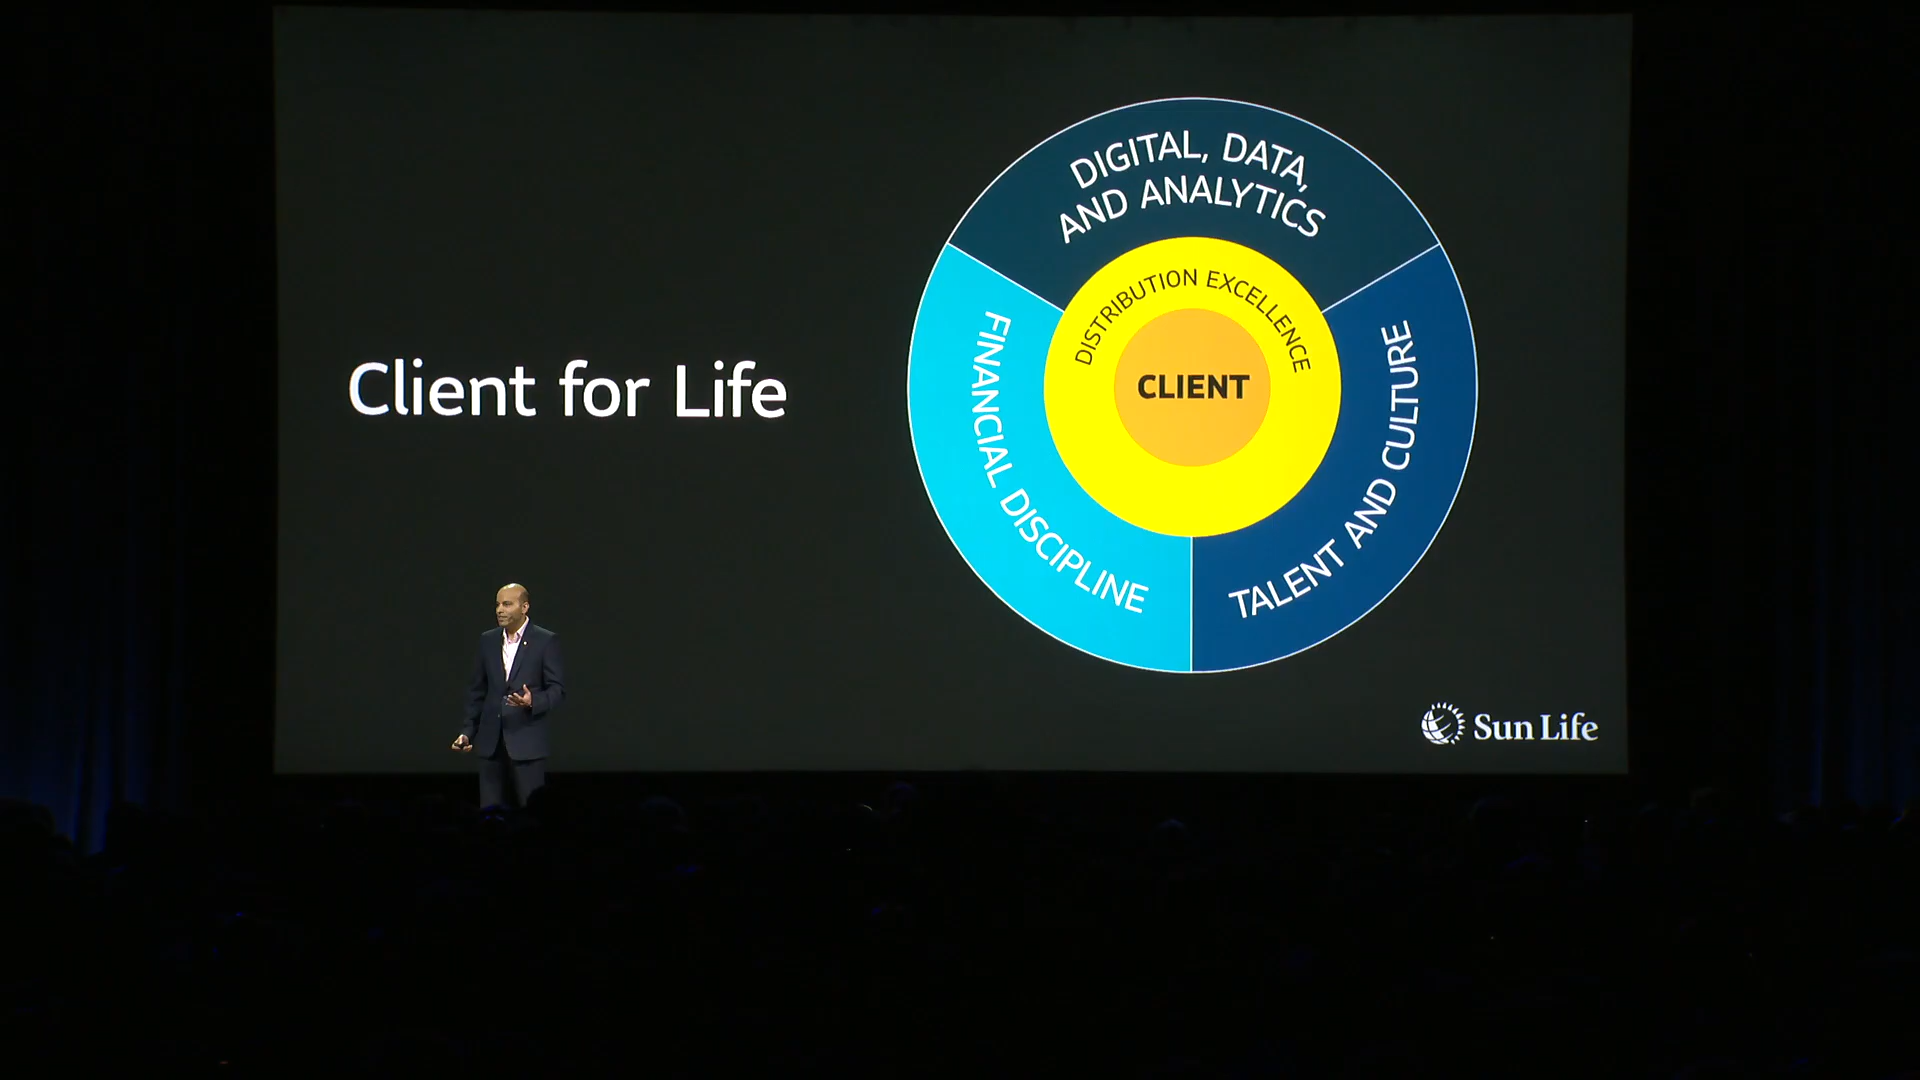 Client for Life
DIGITAL, DATA,
AND ANALYTICS
DISTRIBUTION EXCELLENCE
CLIENT
FINANCIAL DISCIPLINE
TALENT AND CULTURE
Sun Life